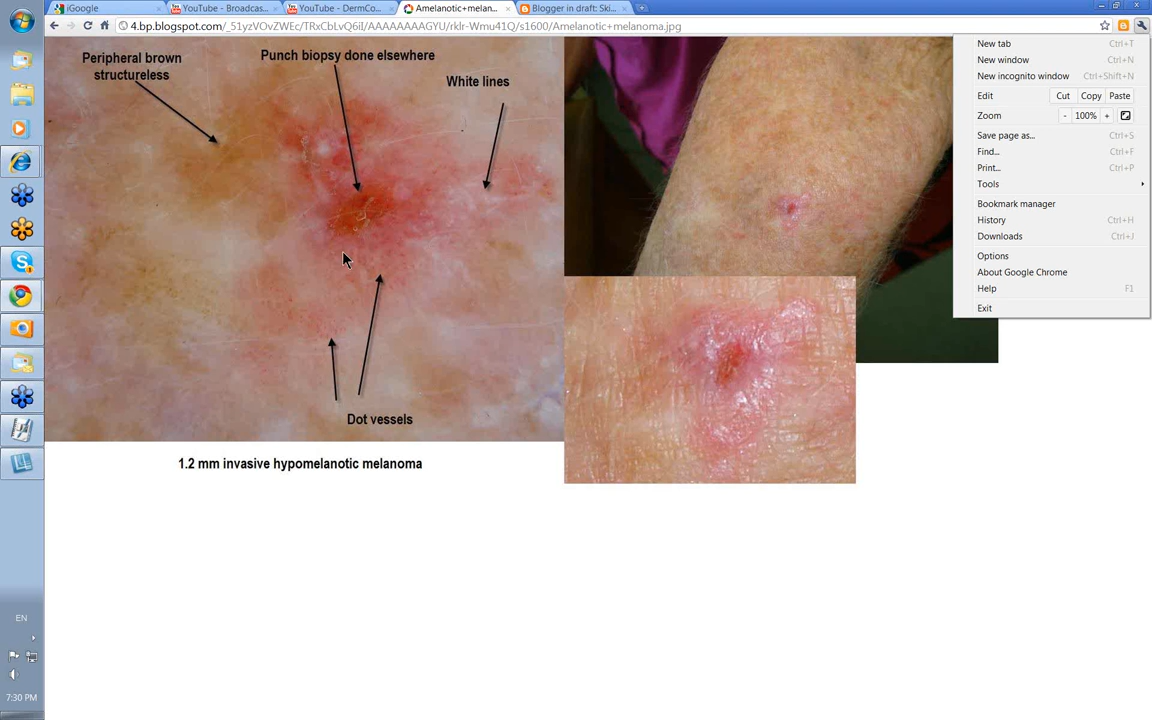 iGoogle
YouTube - Broadcas...
YouTube - DermCo...
Amelanotic+melan...
Blogger in draft: Ski...
4.bp.blogspot.com/_51yzVOvZWEc/TRxCbLvQ6iI/AAAAAAAAGYU/rklr-Wmu41Q/s1600/Amelanotic+melanoma.jpg
New tab Ctrl+T
New window Ctrl+N
New incognito window Ctrl+Shift+N
Edit Cut Copy Paste
Zoom - 100% +
Save page as... Ctrl+S
Find... Ctrl+F
Print... Ctrl+P
Tools
Bookmark manager
History Ctrl+H
Downloads Ctrl+J
Options
About Google Chrome
Help F1
Exit
Peripheral brown
structureless
Punch biopsy done elsewhere
White lines
Dot vessels
1.2 mm invasive hypomelanotic melanoma
EN
7:30 PM